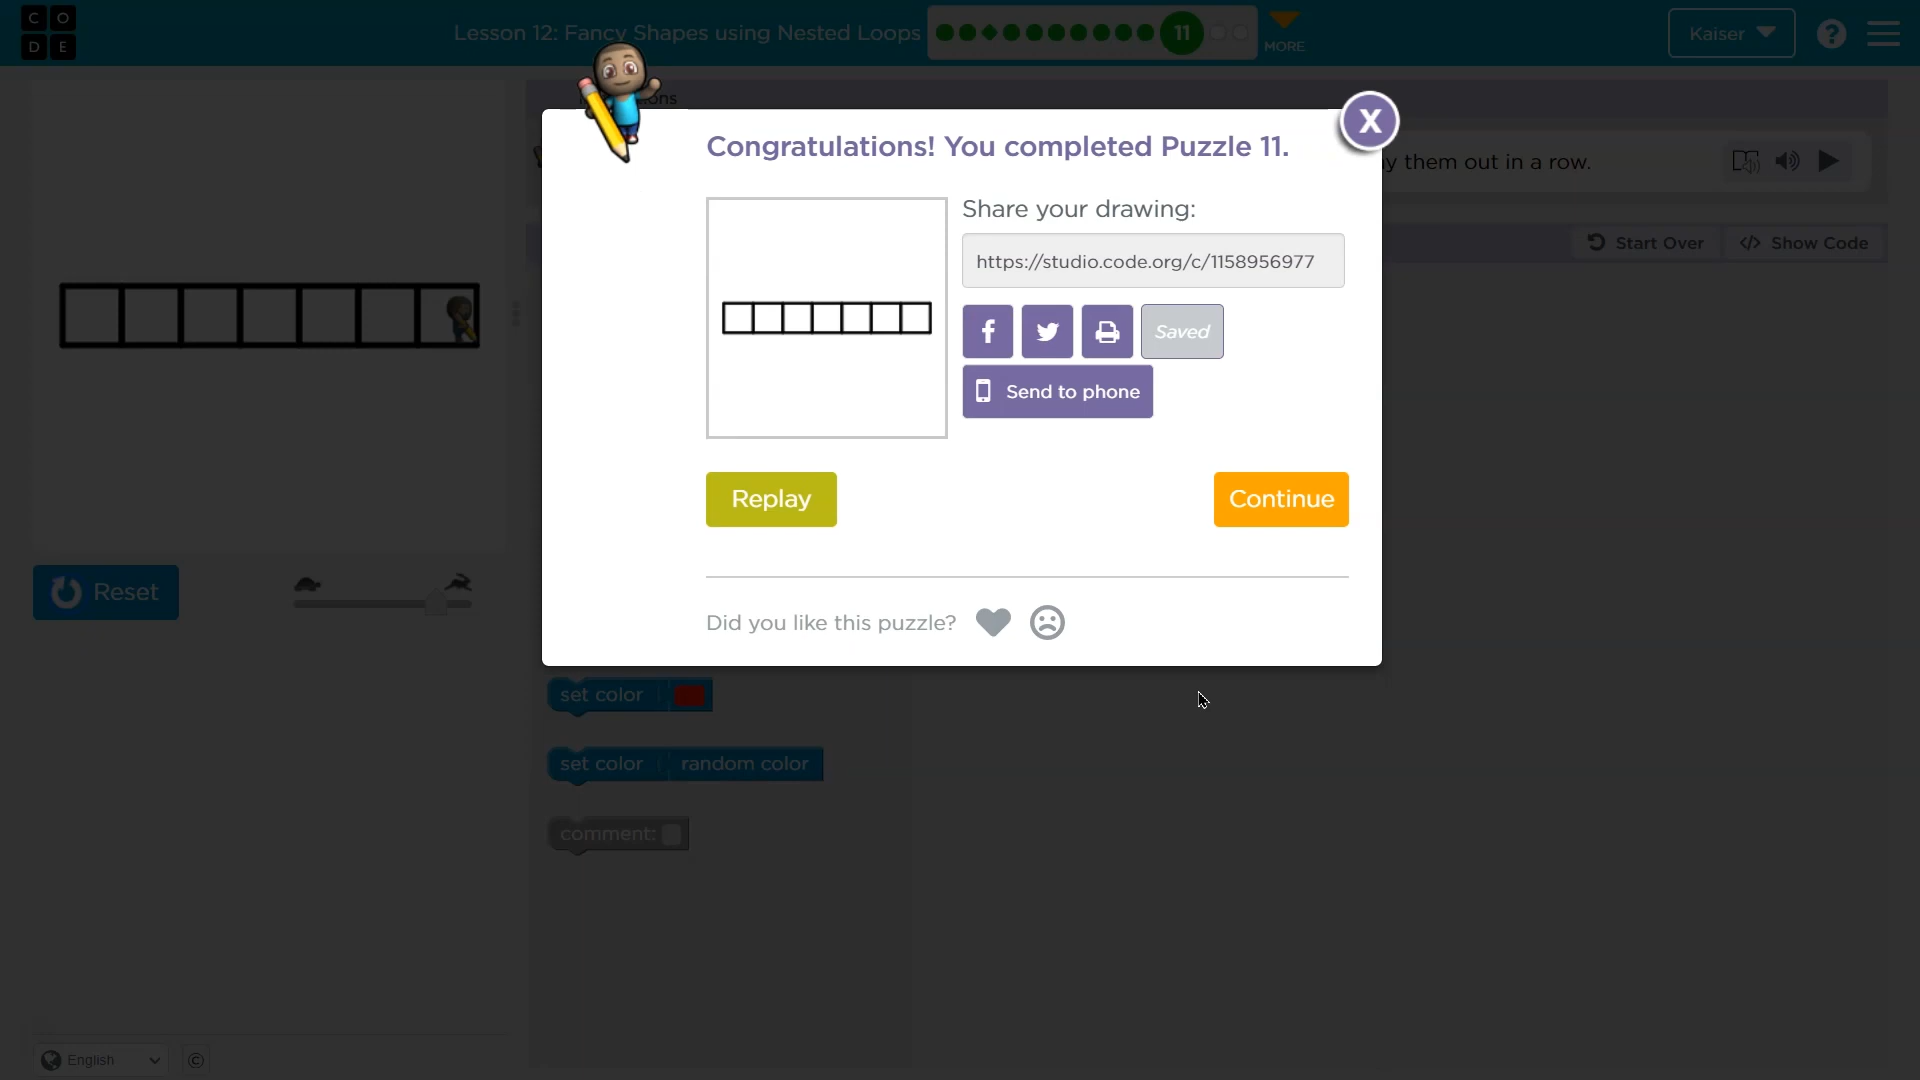 C O
D E
Lesson 12: Fancy Shapes using Nested Loops
11
MORE
Kaiser
?
Congratulations! You completed Puzzle 11.
X
them out in a row.
Share your drawing:
https://studio.code.org/c/1158956977
Start Over
</> Show Code
Saved
Send to phone
Replay
Continue
Reset
Did you like this puzzle?
set color
set color random color
comment:
English
©